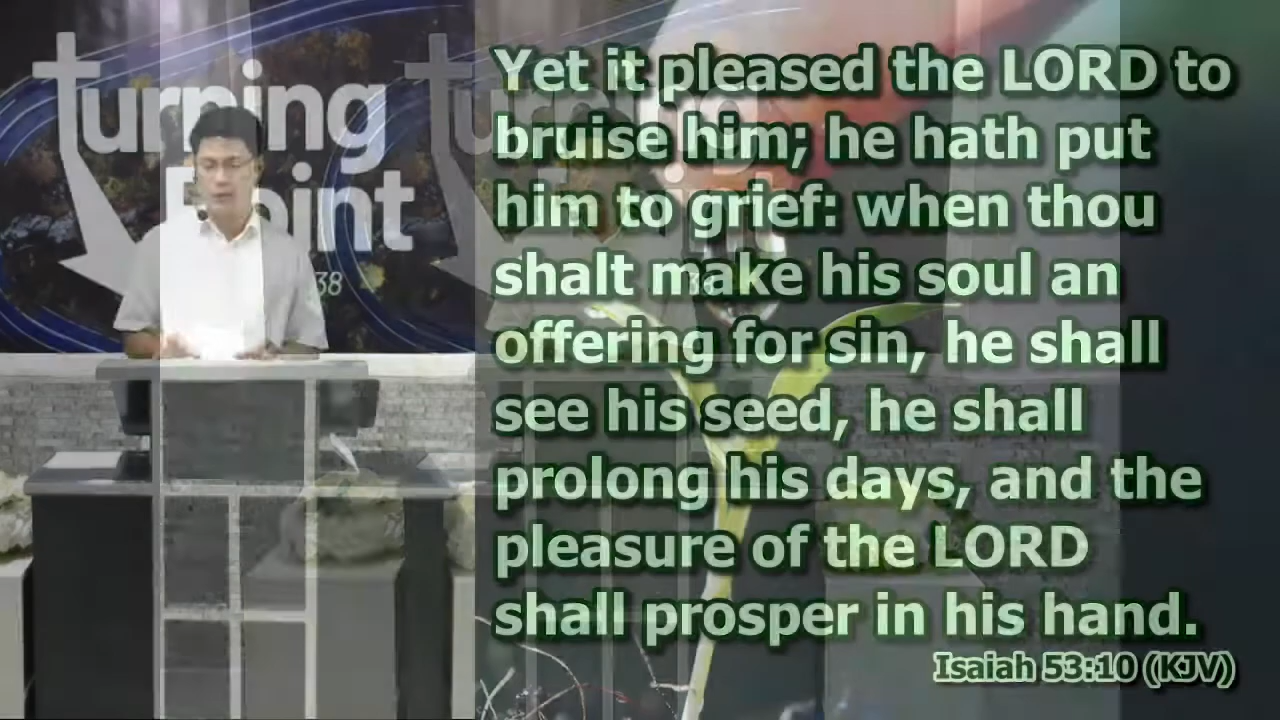 turning
Point
38
Yet it pleased the LORD to
bruise him; he hath put
him to grief: when thou
shalt make his soul an
offering for sin, he shall
see his seed, he shall
prolong his days, and the
pleasure of the LORD
shall prosper in his hand.
Isaiah 53:10 (KJV)